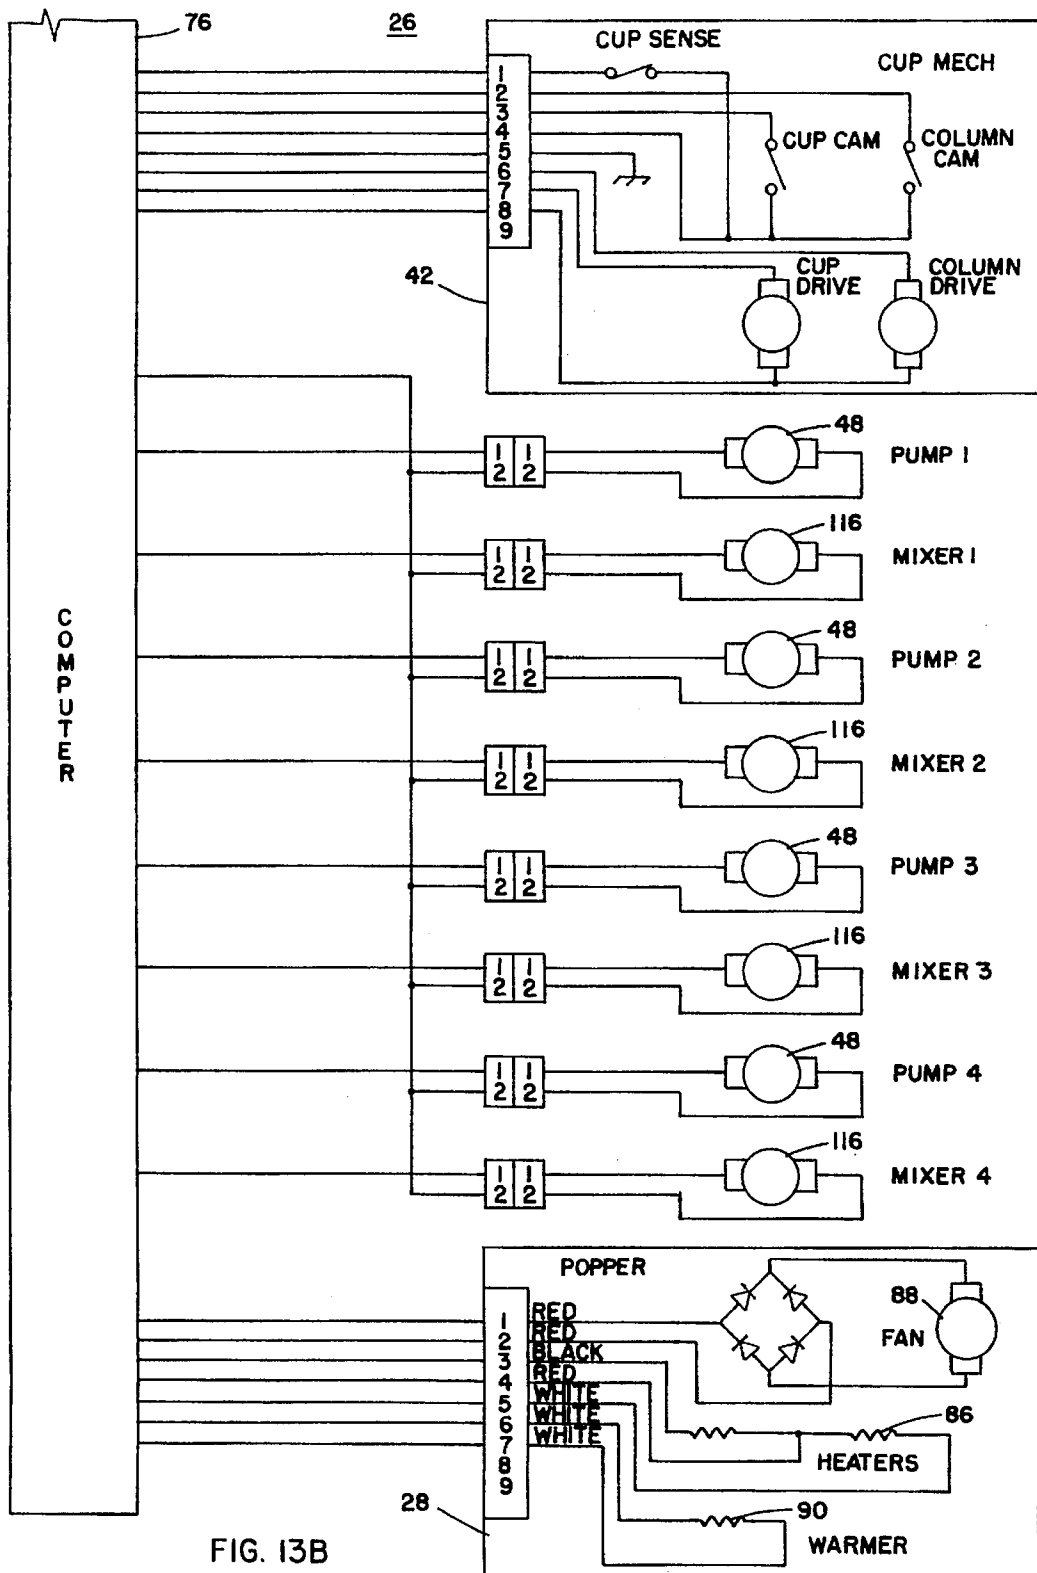 76
26
CUP SENSE
CUP MECH
1
2
3
4
5
6
7
8
9
CUP CAM
COLUMN
CAM
42
CUP
DRIVE
COLUMN
DRIVE
COMPUTER
1 1
2 2
48
PUMP 1
1 1
2 2
116
MIXER 1
1 1
2 2
48
PUMP 2
1 1
2 2
116
MIXER 2
1 1
2 2
48
PUMP 3
1 1
2 2
116
MIXER 3
1 1
2 2
48
PUMP 4
1 1
2 2
116
MIXER 4
POPPER
1 RED
2 RED
3 BLACK
4 RED
5 WHITE
6 WHITE
7 WHITE
8
9
88
FAN
86
HEATERS
28
90
WARMER
FIG. 13B